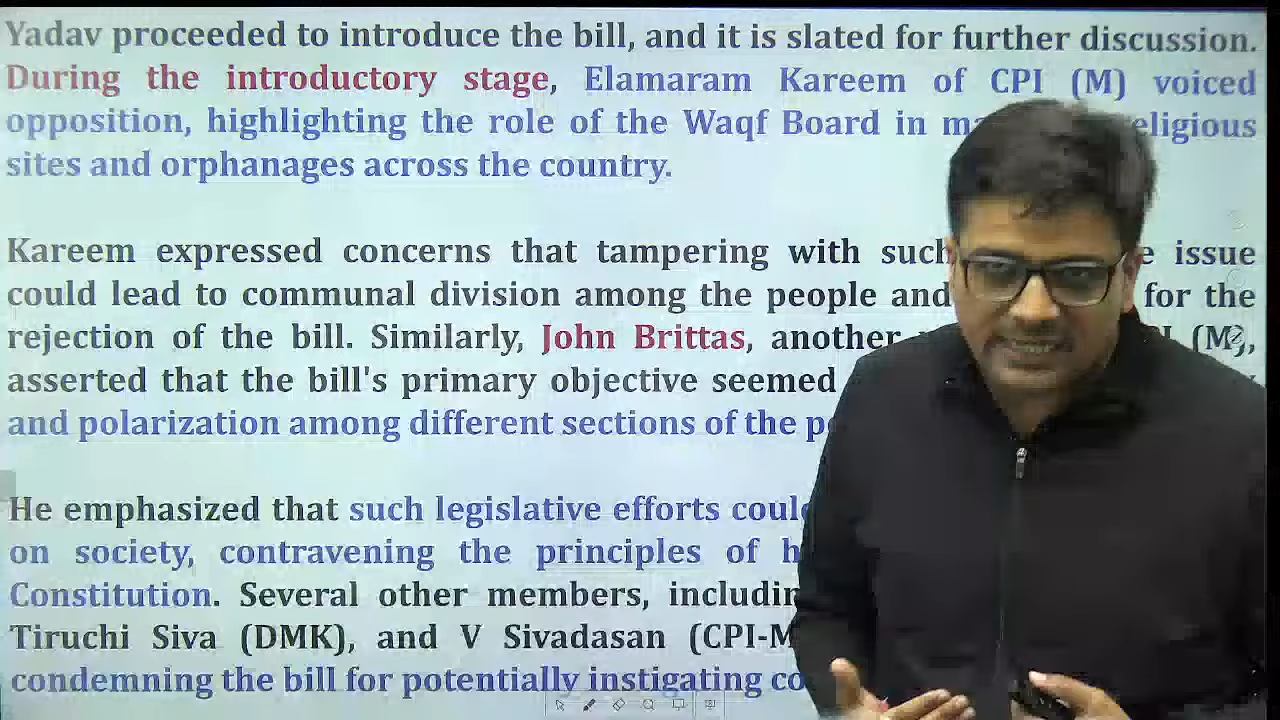 Yadav proceeded to introduce the bill, and it is slated for further discussion.
During the introductory stage, Elamaram Kareem of CPI (M) voiced
opposition, highlighting the role of the Waqf Board in
sites and orphanages across the country.
Kareem expressed concerns that tampering with such issue
could lead to communal division among the people and for the
rejection of the bill. Similarly, John Brittas, another (M),
asserted that the bill's primary objective seemed
and polarization among different sections of the
He emphasized that such legislative efforts
on society, contravening the principles of
Constitution. Several other members,
Tiruchi Siva (DMK), and V Sivadasan
condemning the bill for potentially instigating